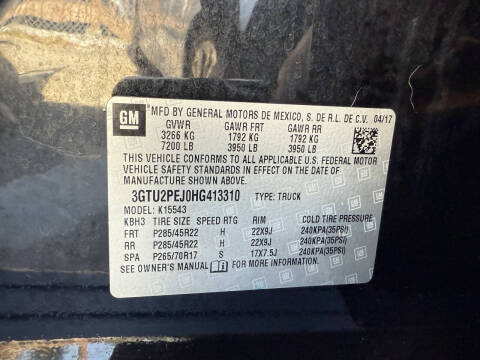 GM
MFD BY GENERAL MOTORS DE MEXICO, S. DE R.L. DE C.V. 04/17
GVWR GAWR FRT GAWR RR
3266 KG 1792 KG 1792 KG
7200 LB 3950 LB 3950 LB
THIS VEHICLE CONFORMS TO ALL APPLICABLE U.S. FEDERAL MOTOR
VEHICLE SAFETY STANDARDS IN EFFECT ON THE DATE OF
MANUFACTURE SHOWN ABOVE.
3GTU2PEJ0HG413310 TYPE: TRUCK
MODEL: K15543
KBH3 TIRE SIZE SPEED RTG RIM COLD TIRE PRESSURE
FRT P285/45R22 H 22X9J 240KPA(35PSI)
RR P285/45R22 H 22X9J 240KPA(35PSI)
SPA P265/70R17 S 17X7.5J 240KPA(35PSI)
SEE OWNER'S MANUAL FOR MORE INFORMATION.